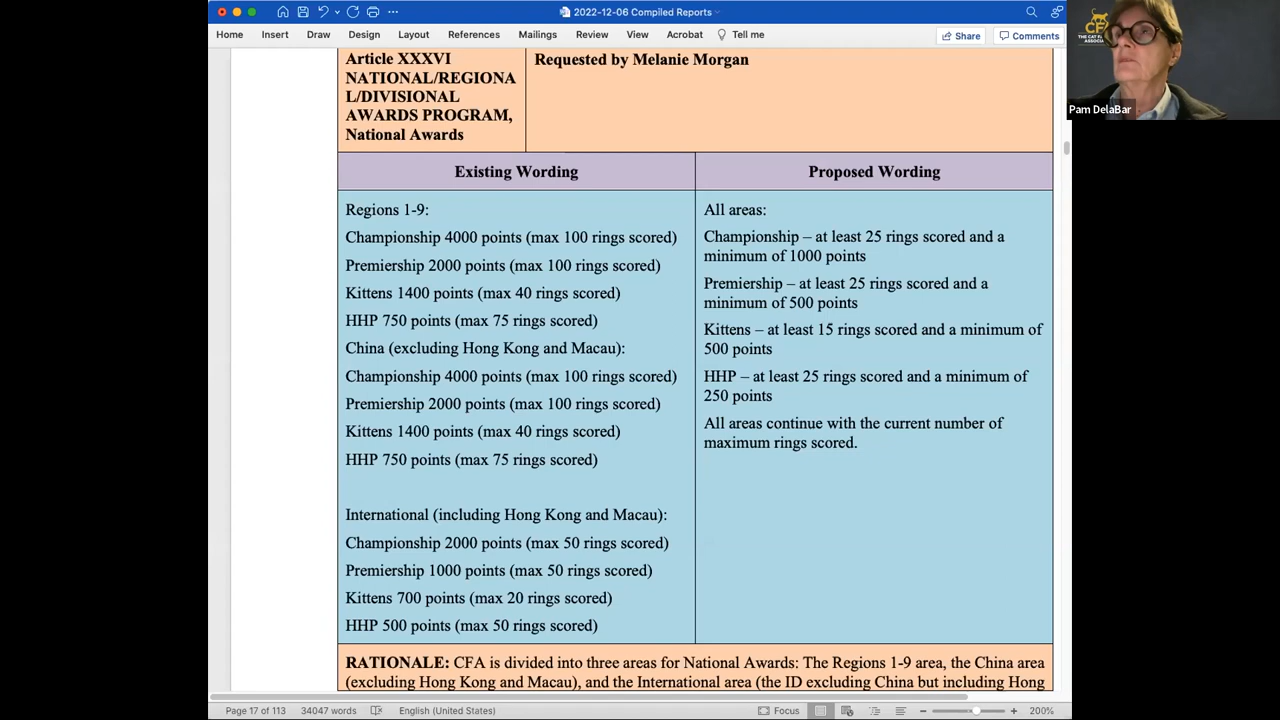 2022-12-06 Compiled Reports
Home Insert Draw Design Layout References Mailings Review View Acrobat Tell me Share Comments
Article XXXVI
NATIONAL/REGIONA
L/DIVISIONAL
AWARDS PROGRAM,
National Awards
Requested by Melanie Morgan
Existing Wording
Proposed Wording
Regions 1-9:
Championship 4000 points (max 100 rings scored)
Premiership 2000 points (max 100 rings scored)
Kittens 1400 points (max 40 rings scored)
HHP 750 points (max 75 rings scored)
China (excluding Hong Kong and Macau):
Championship 4000 points (max 100 rings scored)
Premiership 2000 points (max 100 rings scored)
Kittens 1400 points (max 40 rings scored)
HHP 750 points (max 75 rings scored)
International (including Hong Kong and Macau):
Championship 2000 points (max 50 rings scored)
Premiership 1000 points (max 50 rings scored)
Kittens 700 points (max 20 rings scored)
HHP 500 points (max 50 rings scored)
All areas:
Championship – at least 25 rings scored and a
minimum of 1000 points
Premiership – at least 25 rings scored and a
minimum of 500 points
Kittens – at least 15 rings scored and a minimum of
500 points
HHP – at least 25 rings scored and a minimum of
250 points
All areas continue with the current number of
maximum rings scored.
RATIONALE: CFA is divided into three areas for National Awards: The Regions 1-9 area, the China area
(excluding Hong Kong and Macau), and the International area (the ID excluding China but including Hong
Page 17 of 113 34047 words English (United States) Focus 200%
Pam DelaBar